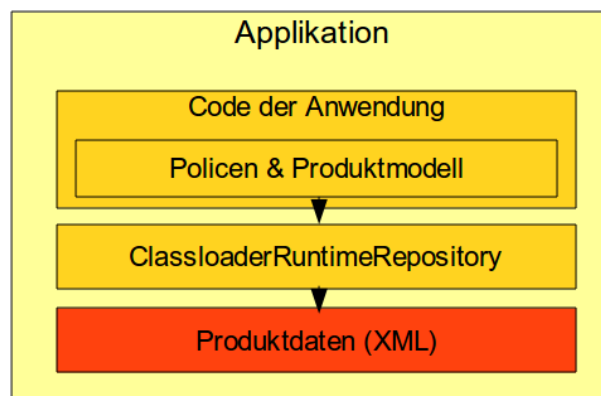 Applikation
Code der Anwendung
Policen & Produktmodell
ClassloaderRuntimeRepository
Produktdaten (XML)